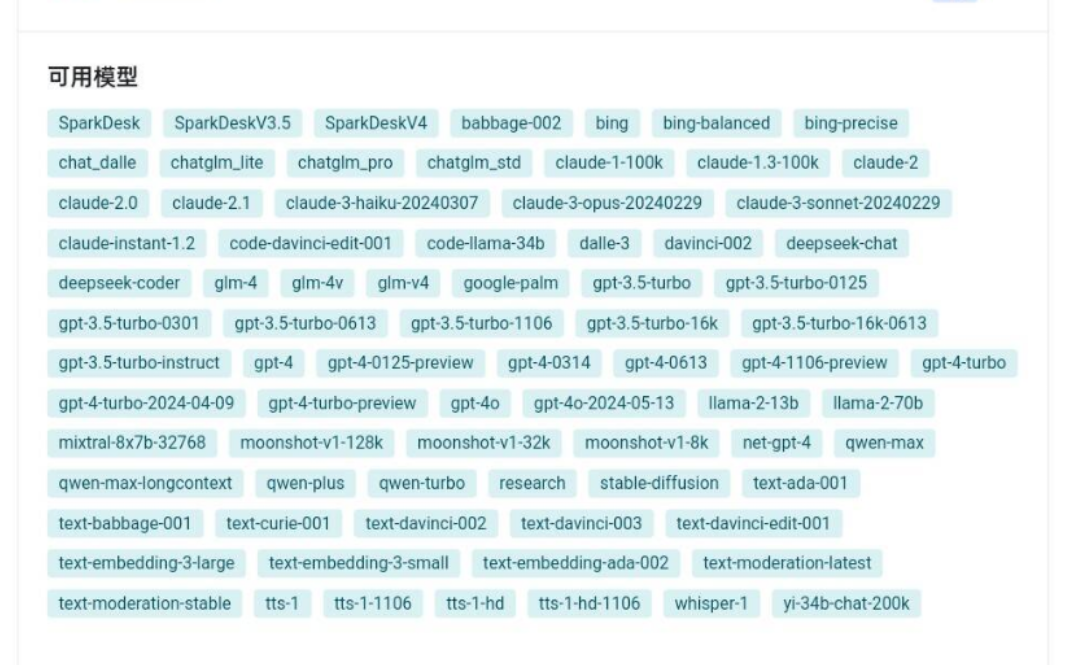 可用模型
SparkDesk SparkDeskV3.5 SparkDeskV4 babbage-002 bing bing-balanced bing-precise
chat_dalle chatglm_lite chatglm_pro chatglm_std claude-1-100k claude-1.3-100k claude-2
claude-2.0 claude-2.1 claude-3-haiku-20240307 claude-3-opus-20240229 claude-3-sonnet-20240229
claude-instant-1.2 code-davinci-edit-001 code-llama-34b dalle-3 davinci-002 deepseek-chat
deepseek-coder glm-4 glm-4v glm-v4 google-palm gpt-3.5-turbo gpt-3.5-turbo-0125
gpt-3.5-turbo-0301 gpt-3.5-turbo-0613 gpt-3.5-turbo-1106 gpt-3.5-turbo-16k gpt-3.5-turbo-16k-0613
gpt-3.5-turbo-instruct gpt-4 gpt-4-0125-preview gpt-4-0314 gpt-4-0613 gpt-4-1106-preview gpt-4-turbo
gpt-4-turbo-2024-04-09 gpt-4-turbo-preview gpt-4o gpt-4o-2024-05-13 llama-2-13b llama-2-70b
mixtral-8x7b-32768 moonshot-v1-128k moonshot-v1-32k moonshot-v1-8k net-gpt-4 qwen-max
qwen-max-longcontext qwen-plus qwen-turbo research stable-diffusion text-ada-001
text-babbage-001 text-curie-001 text-davinci-002 text-davinci-003 text-davinci-edit-001
text-embedding-3-large text-embedding-3-small text-embedding-ada-002 text-moderation-latest
text-moderation-stable tts-1 tts-1-1106 tts-1-hd tts-1-hd-1106 whisper-1 yi-34b-chat-200k